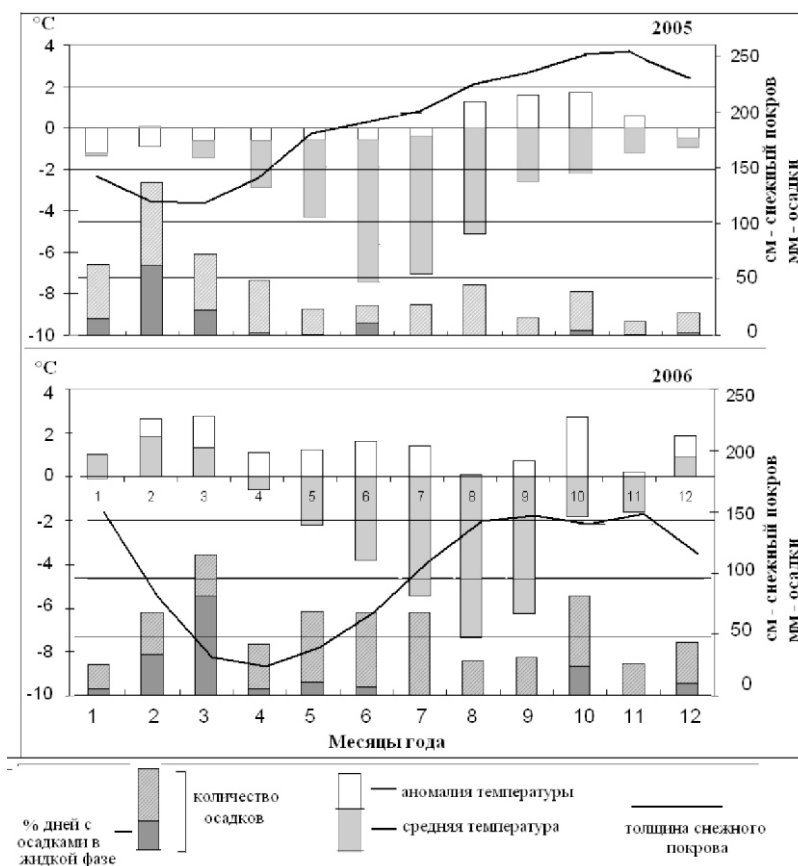 °C
2005
4
2
0
-2
-4
-6
-8
-10
250
200
150
100
50
0
см - снежный покров
мм – осадки
°C
2006
4
2
0
-2
-4
-6
-8
-10
1 2 3 4 5 6 7 8 9 10 11 12
250
200
150
100
50
0
см - снежный покров
мм – осадки
1 2 3 4 5 6 7 8 9 10 11 12
Месяцы года
% дней с
осадками в
жидкой фазе
количество
осадков
аномалия температуры
средняя температура
толщина снежного
покрова